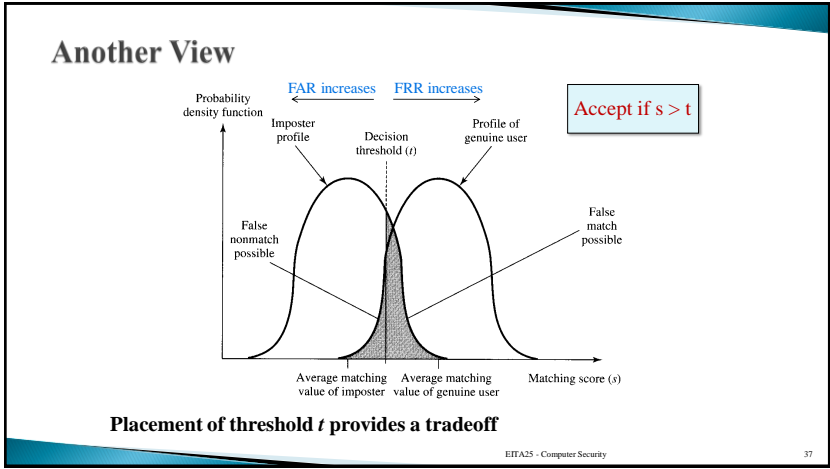 Another View
FAR increases
FRR increases
Accept if s > t
Probability
density function
Imposter
profile
Decision
threshold (t)
Profile of
genuine user
False
nonmatch
possible
False
match
possible
Average matching
value of imposter
Average matching
value of genuine user
Matching score (s)
Placement of threshold t provides a tradeoff
EITA25 - Computer Security
37